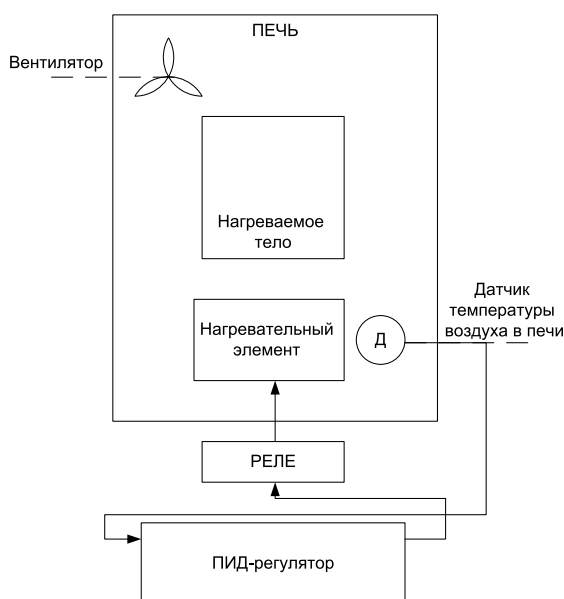 ПЕЧЬ
Вентилятор
Нагреваемое
тело
Датчик
температуры
воздуха в печи
Нагревательный
элемент
Д
РЕЛЕ
ПИД-регулятор